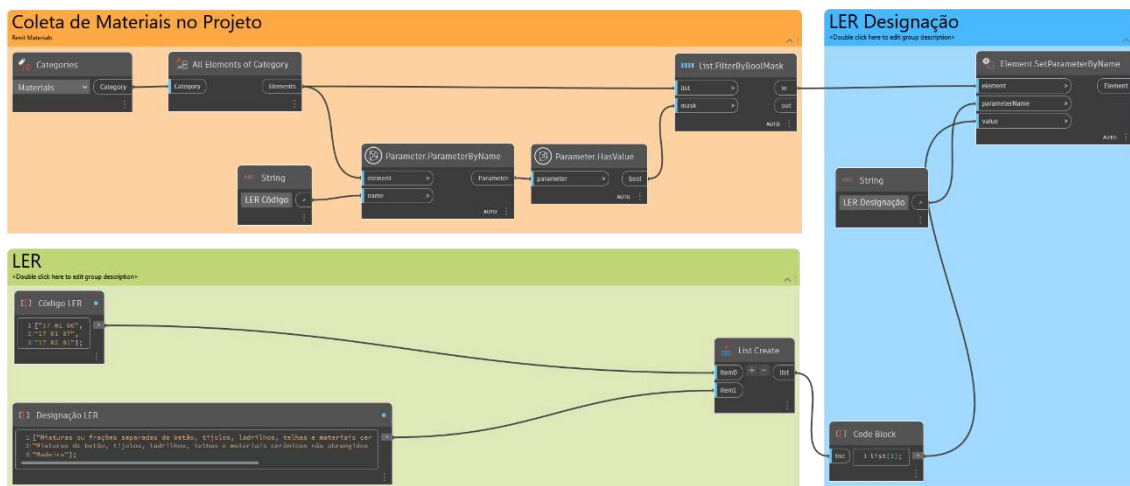 Coleta de Materiais no Projeto
Revit Materials
Categories
Materials
Category
All Elements of Category
Category
Elements
List.FilterByBoolMask
list >
in
mask >
out
AUTO
String
LER Código >
Parameter.ParameterByName
element >
Parameter
name >
AUTO
Parameter.HasValue
parameter >
bool
AUTO
LER Designação
<Double click here to edit group description>
Element.SetParameterByName
element >
Element
parameterName >
value >
AUTO
String
LER Designação >
Code Block
list
1 list[1]; >
LER
<Double click here to edit group description>
Código LER
1 ["17 01 06",
2 "17 01 07",
3 "17 02 01"];
Designação LER
1 ["Misturas ou frações separadas de betão, tijolos, ladrilhos, telhas e materiais cer
2 "Misturas de betão, tijolos, ladrilhos, telhas e materiais cerâmicos não abrangidos
3 "Madeira"];
List Create
item0
+ -
list
item1